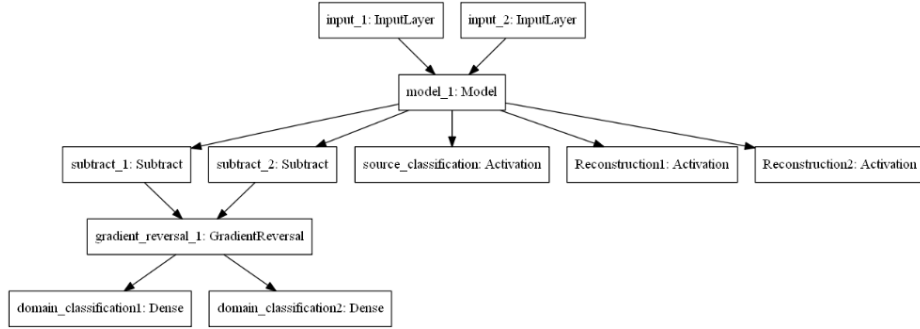 input_1: InputLayer
input_2: InputLayer
model_1: Model
subtract_1: Subtract
subtract_2: Subtract
source_classification: Activation
Reconstruction1: Activation
Reconstruction2: Activation
gradient_reversal_1: GradientReversal
domain_classification1: Dense
domain_classification2: Dense